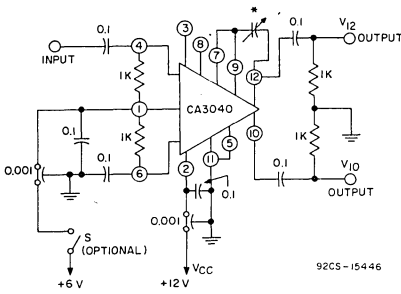 *
0.1
3
0.1
V12
4
8
7
9
12
OUTPUT
INPUT
1K
1K
1
CA3040
0.1
1K
10
1K
0.1
5
V10
0.001
0.1
6
2
11
0.1
OUTPUT
0.001
S
(OPTIONAL)
VCC
+6 V
+12 V
92CS-15446